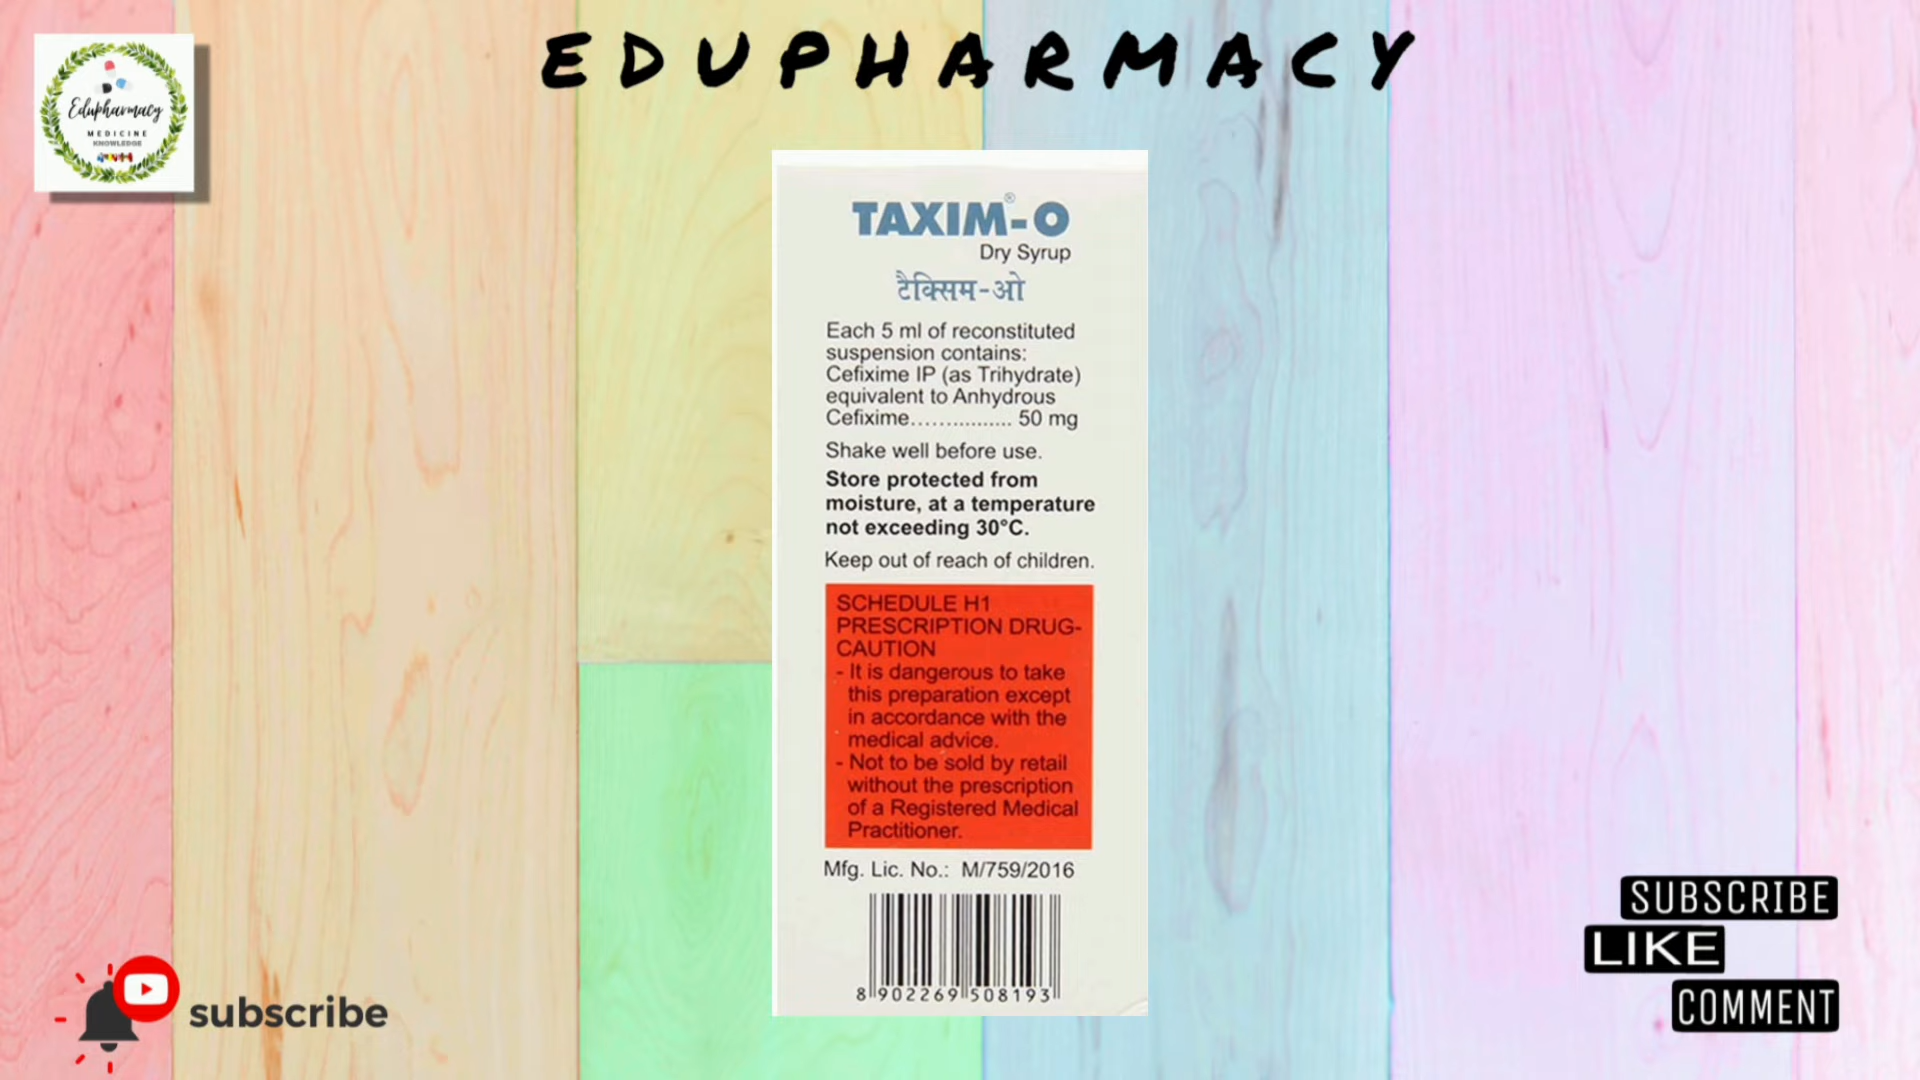 EDUPHARMACY
Edupharmacy
MEDICINE
KNOWLEDGE
TAXIM®-O
Dry Syrup
टैक्सिम-ओ
Each 5 ml of reconstituted
suspension contains:
Cefixime IP (as Trihydrate)
equivalent to Anhydrous
Cefixime................. 50 mg
Shake well before use.
Store protected from
moisture, at a temperature
not exceeding 30°C.
Keep out of reach of children.
SCHEDULE H1
PRESCRIPTION DRUG-
CAUTION
- It is dangerous to take
this preparation except
in accordance with the
medical advice.
- Not to be sold by retail
without the prescription
of a Registered Medical
Practitioner.
Mfg. Lic. No.: M/759/2016
8 902269 508193
subscribe
SUBSCRIBE
LIKE
COMMENT